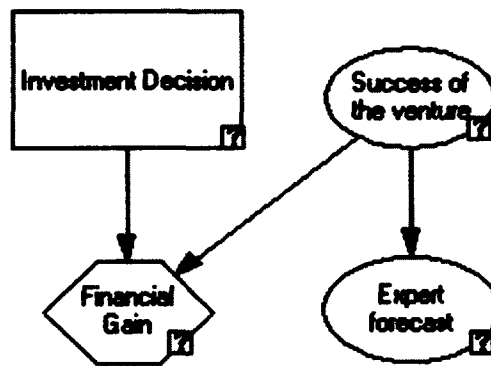 Investment Decision
?
Success of
the venture
?
Financial
Gain
?
Expert
forecast
?